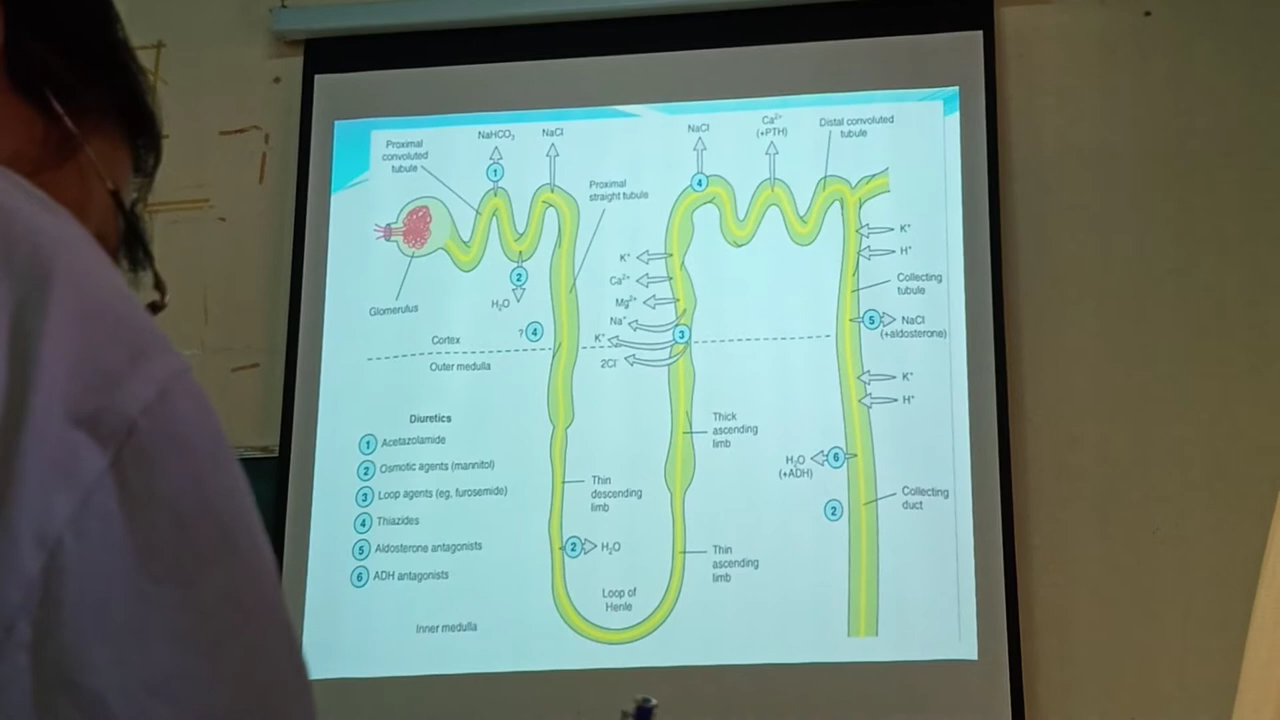 Proximal
convoluted
tubule
NaHCO₃
NaCl
NaCl
Ca²⁺
(+PTH)
Distal convoluted
tubule
1
4
Proximal
straight tubule
2
H₂O
Glomerulus
? 4
K⁺
Ca²⁺
Mg²⁺
Na⁺
K⁺
2Cl⁻
3
K⁺
H⁺
Collecting
tubule
5 NaCl
(+aldosterone)
Cortex
Outer medulla
K⁺
H⁺
Diuretics
1 Acetazolamide
2 Osmotic agents (mannitol)
3 Loop agents (eg, furosemide)
4 Thiazides
5 Aldosterone antagonists
6 ADH antagonists
Thick
ascending
limb
H₂O 6
(+ADH)
2
Collecting
duct
Thin
descending
limb
2 H₂O
Thin
ascending
limb
Loop of
Henle
Inner medulla